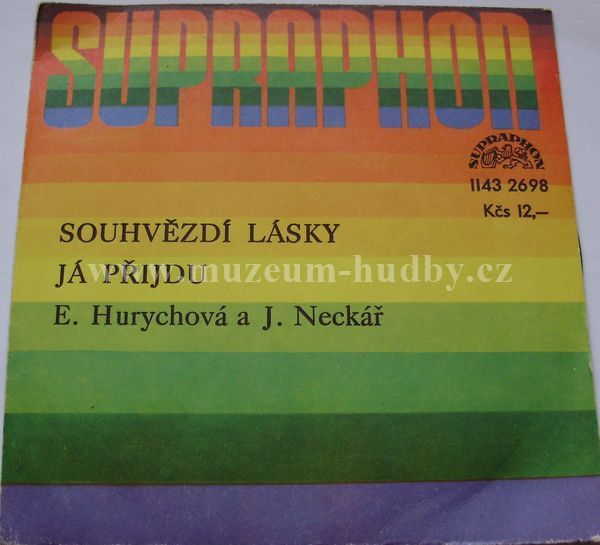 SUPRAPHON
SUPRAPHON
1143 2698
Kčs 12,—
SOUHVĚZDÍ LÁSKY
JÁ PŘIJDU
www.muzeum-hudby.cz
E. Hurychová a J. Neckář